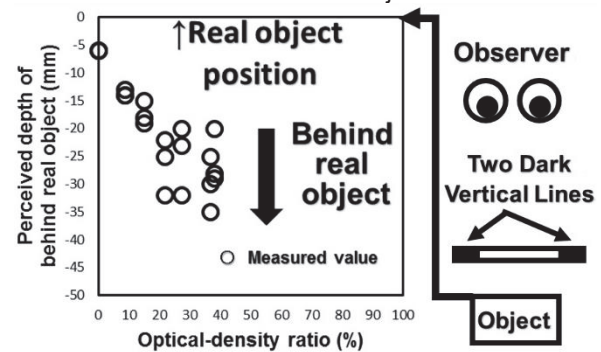 ↑Real object
position
Behind
real
object
Measured value
Perceived depth of
behind real object (mm)
0
-5
-10
-15
-20
-25
-30
-35
-40
-45
-50
0 10 20 30 40 50 60 70 80 90 100
Optical-density ratio (%)
Observer
Two Dark
Vertical Lines
Object